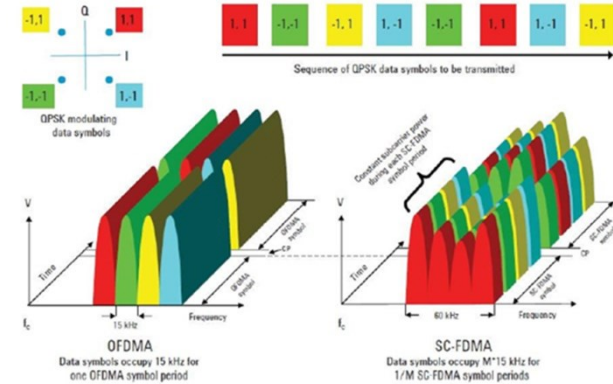 Q
-1,1
1,1
I
-1,-1
1,-1
QPSK modulating
data symbols
1, 1
-1,-1
-1, 1
1, -1
-1,-1
1, 1
1, -1
-1, 1
Sequence of QPSK data symbols to be transmitted
V
Time
fc
15 kHz
Frequency
OFDMA
symbol
CP
OFDMA
symbol
OFDMA
Data symbols occupy 15 kHz for
one OFDMA symbol period
Constant subcarrier power
during each SC-FDMA
symbol period
V
Time
fc
60 kHz
Frequency
SC-FDMA
symbol
CP
SC-FDMA
symbol
SC-FDMA
Data symbols occupy M*15 kHz for
1/M SC-FDMA symbol periods